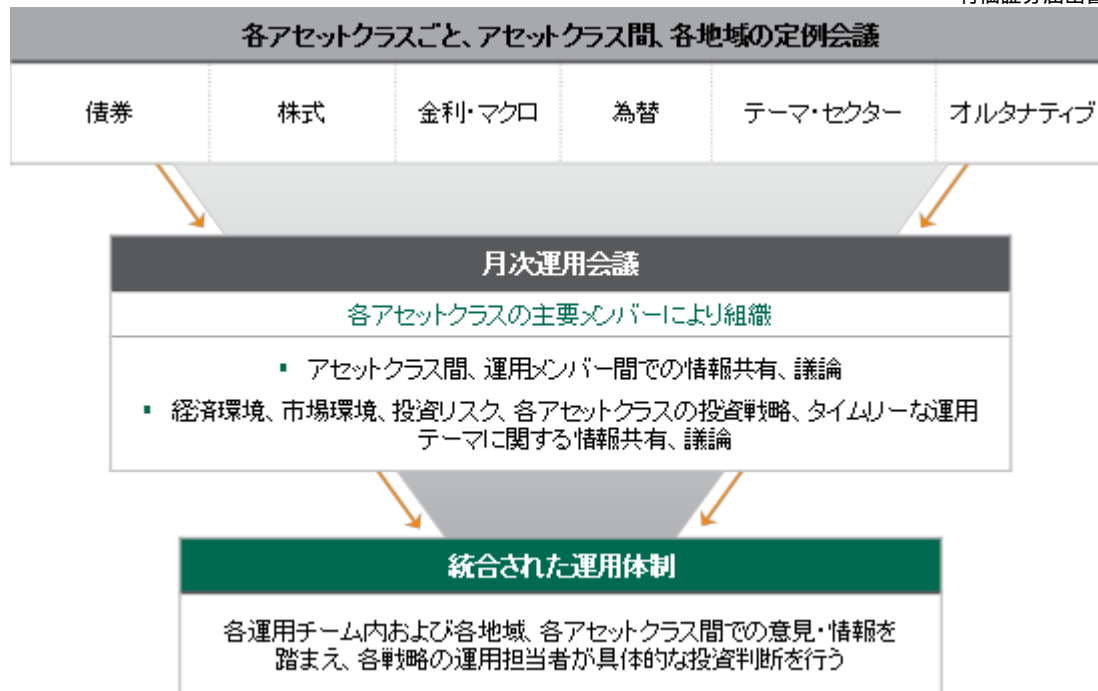 各アセットクラスごと、アセットクラス間、各地域の定例会議
債券 株式 金利・マクロ 為替 テーマ・セクター オルタナティブ
月次運用会議
各アセットクラスの主要メンバーにより組織
▪ アセットクラス間、運用メンバー間での情報共有、議論
▪ 経済環境、市場環境、投資リスク、各アセットクラスの投資戦略、タイムリーな運用
テーマに関する情報共有、議論
統合された運用体制
各運用チーム内および各地域、各アセットクラス間での意見・情報を
踏まえ、各戦略の運用担当者が具体的な投資判断を行う